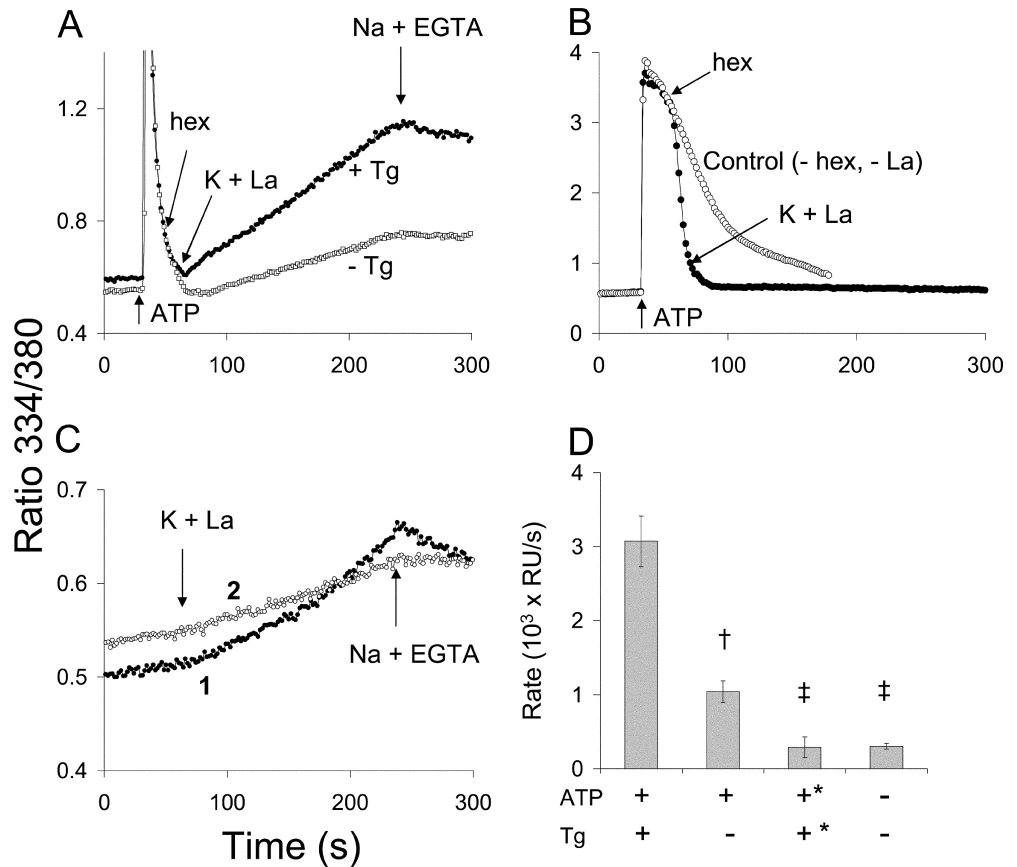 A
Na + EGTA
1.2
hex
K + La
+ Tg
0.8
- Tg
ATP
0.4
0 100 200 300
B
4
hex
3
Control (- hex, - La)
2
K + La
1
ATP
0
0 100 200 300
Ratio 334/380
C
0.7
K + La
0.6
2
Na + EGTA
0.5
1
0.4
0 100 200 300
Time (s)
D
4
3
†
2
‡ ‡
1
0
Rate (10³ x RU/s)
ATP + + +* -
Tg + - +* -